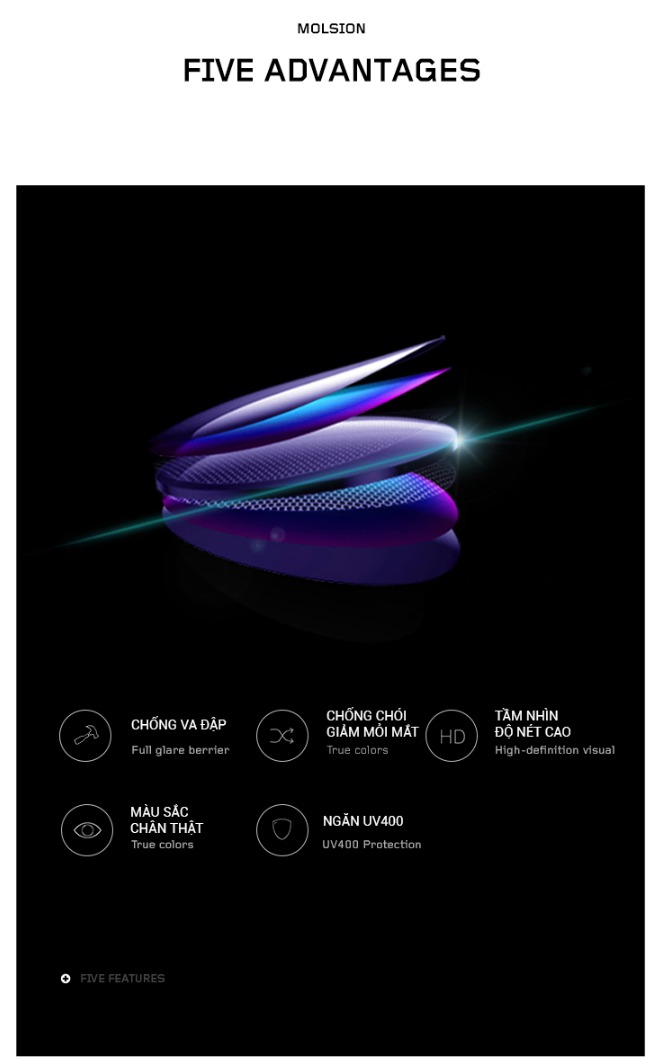 MOLSION
FIVE ADVANTAGES
CHỐNG VA ĐẬP
Full glare berrier
CHỐNG CHÓI
GIẢM MỎI MẮT
True colors
HD
TẦM NHÌN
ĐỘ NÉT CAO
High-definition visual
MÀU SẮC
CHÂN THẬT
True colors
NGĂN UV400
UV400 Protection
FIVE FEATURES